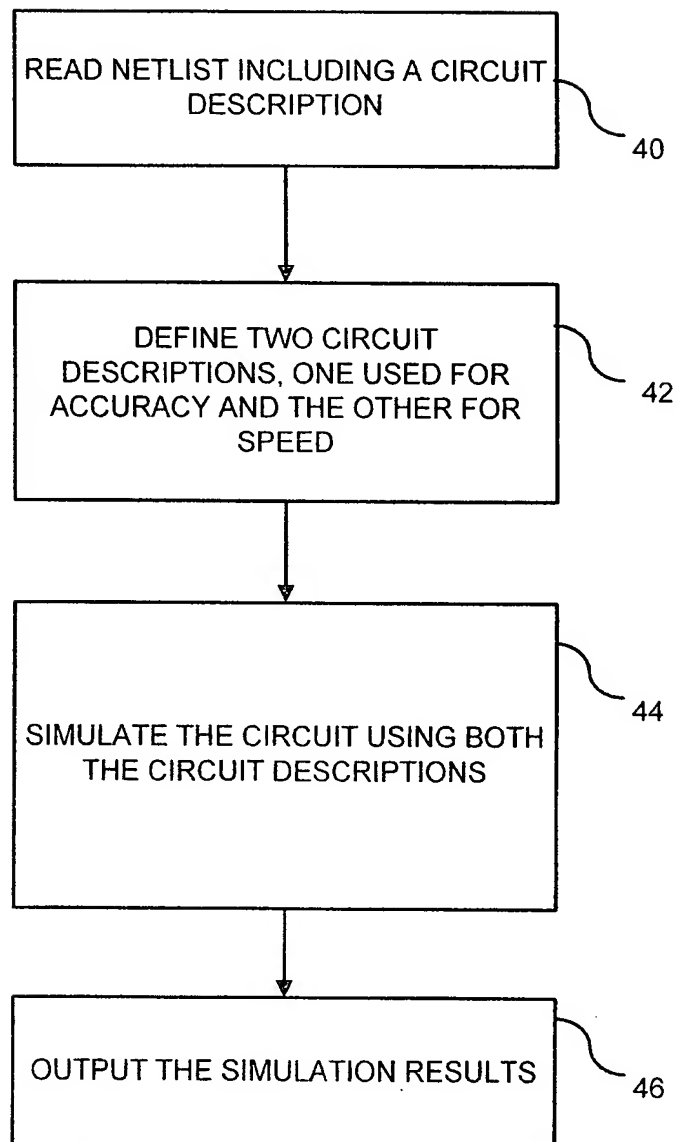 READ NETLIST INCLUDING A CIRCUIT
DESCRIPTION
40
DEFINE TWO CIRCUIT
DESCRIPTIONS, ONE USED FOR
ACCURACY AND THE OTHER FOR
SPEED
42
SIMULATE THE CIRCUIT USING BOTH
THE CIRCUIT DESCRIPTIONS
44
OUTPUT THE SIMULATION RESULTS
46